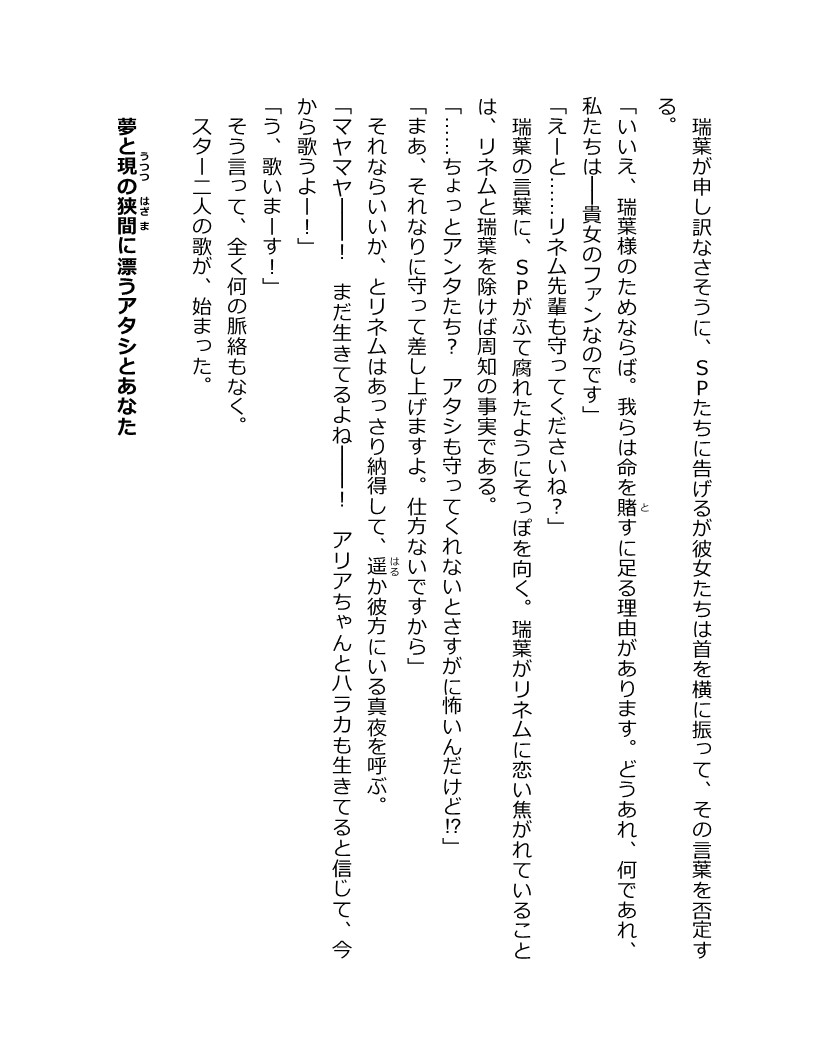 瑞葉が申し訳なさそうに、ＳＰたちに告げるが彼女たちは首を横に振って、その言葉を否定す
る。
「いいえ、瑞葉様のためならば。我らは命を賭すに足る理由があります。どうあれ、何であれ、
私たちは――貴女のファンなのです」
「えーと……リネム先輩も守ってくださいね？」
瑞葉の言葉に、ＳＰがふて腐れたようにそっぽを向く。瑞葉がリネムに恋い焦がれていること
は、リネムと瑞葉を除けば周知の事実である。
「……ちょっとアンタたち？　アタシも守ってくれないとさすがに怖いんだけど!?」
「まあ、それなりに守って差し上げますよ。仕方ないですから」
それならいいか、とリネムはあっさり納得して、遥か彼方にいる真夜を呼ぶ。
「マヤマヤ――！　まだ生きてるよね――！　アリアちゃんとハラカも生きてると信じて、今
から歌うよー！」
「う、歌いまーす！」
そう言って、全く何の脈絡もなく。
スター二人の歌が、始まった。
夢と現の狭間に漂うアタシとあなた